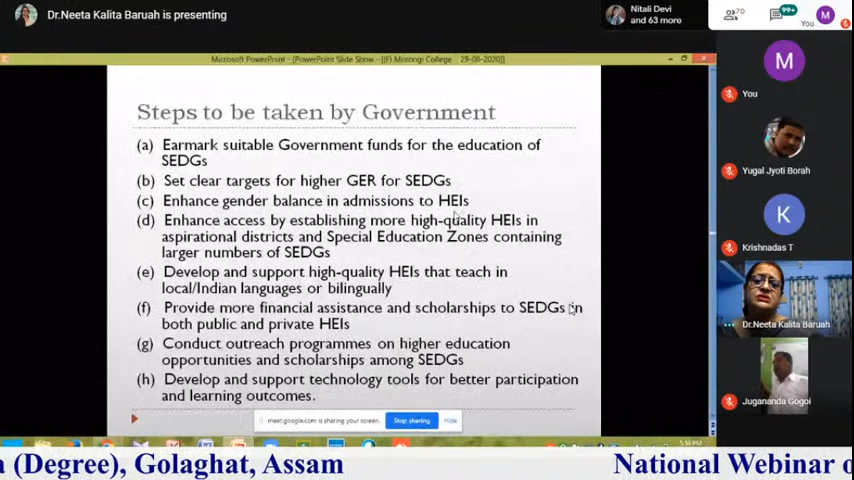 Dr.Neeta Kalita Baruah is presenting
Nitali Devi
and 63 more
70
99+
You
M
Microsoft PowerPoint - [PowerPoint Slide Show - [(F) Morongi College 29-08-2020]]
Steps to be taken by Government
(a) Earmark suitable Government funds for the education of
SEDGs
(b) Set clear targets for higher GER for SEDGs
(c) Enhance gender balance in admissions to HEIs
(d) Enhance access by establishing more high-quality HEIs in
aspirational districts and Special Education Zones containing
larger numbers of SEDGs
(e) Develop and support high-quality HEIs that teach in
local/Indian languages or bilingually
(f) Provide more financial assistance and scholarships to SEDGs in
both public and private HEIs
(g) Conduct outreach programmes on higher education
opportunities and scholarships among SEDGs
(h) Develop and support technology tools for better participation
and learning outcomes.
meet.google.com is sharing your screen.
Stop sharing
Hide
M
You
Yugal Jyoti Borah
K
Krishnadas T
Dr.Neeta Kalita Baruah
Jugananda Gogoi
a (Degree), Golaghat, Assam
National Webinar o